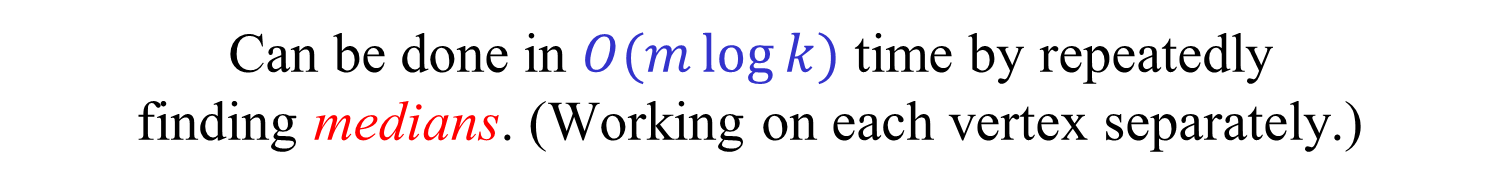 Can be done in O(m log k) time by repeatedly
finding medians. (Working on each vertex separately.)